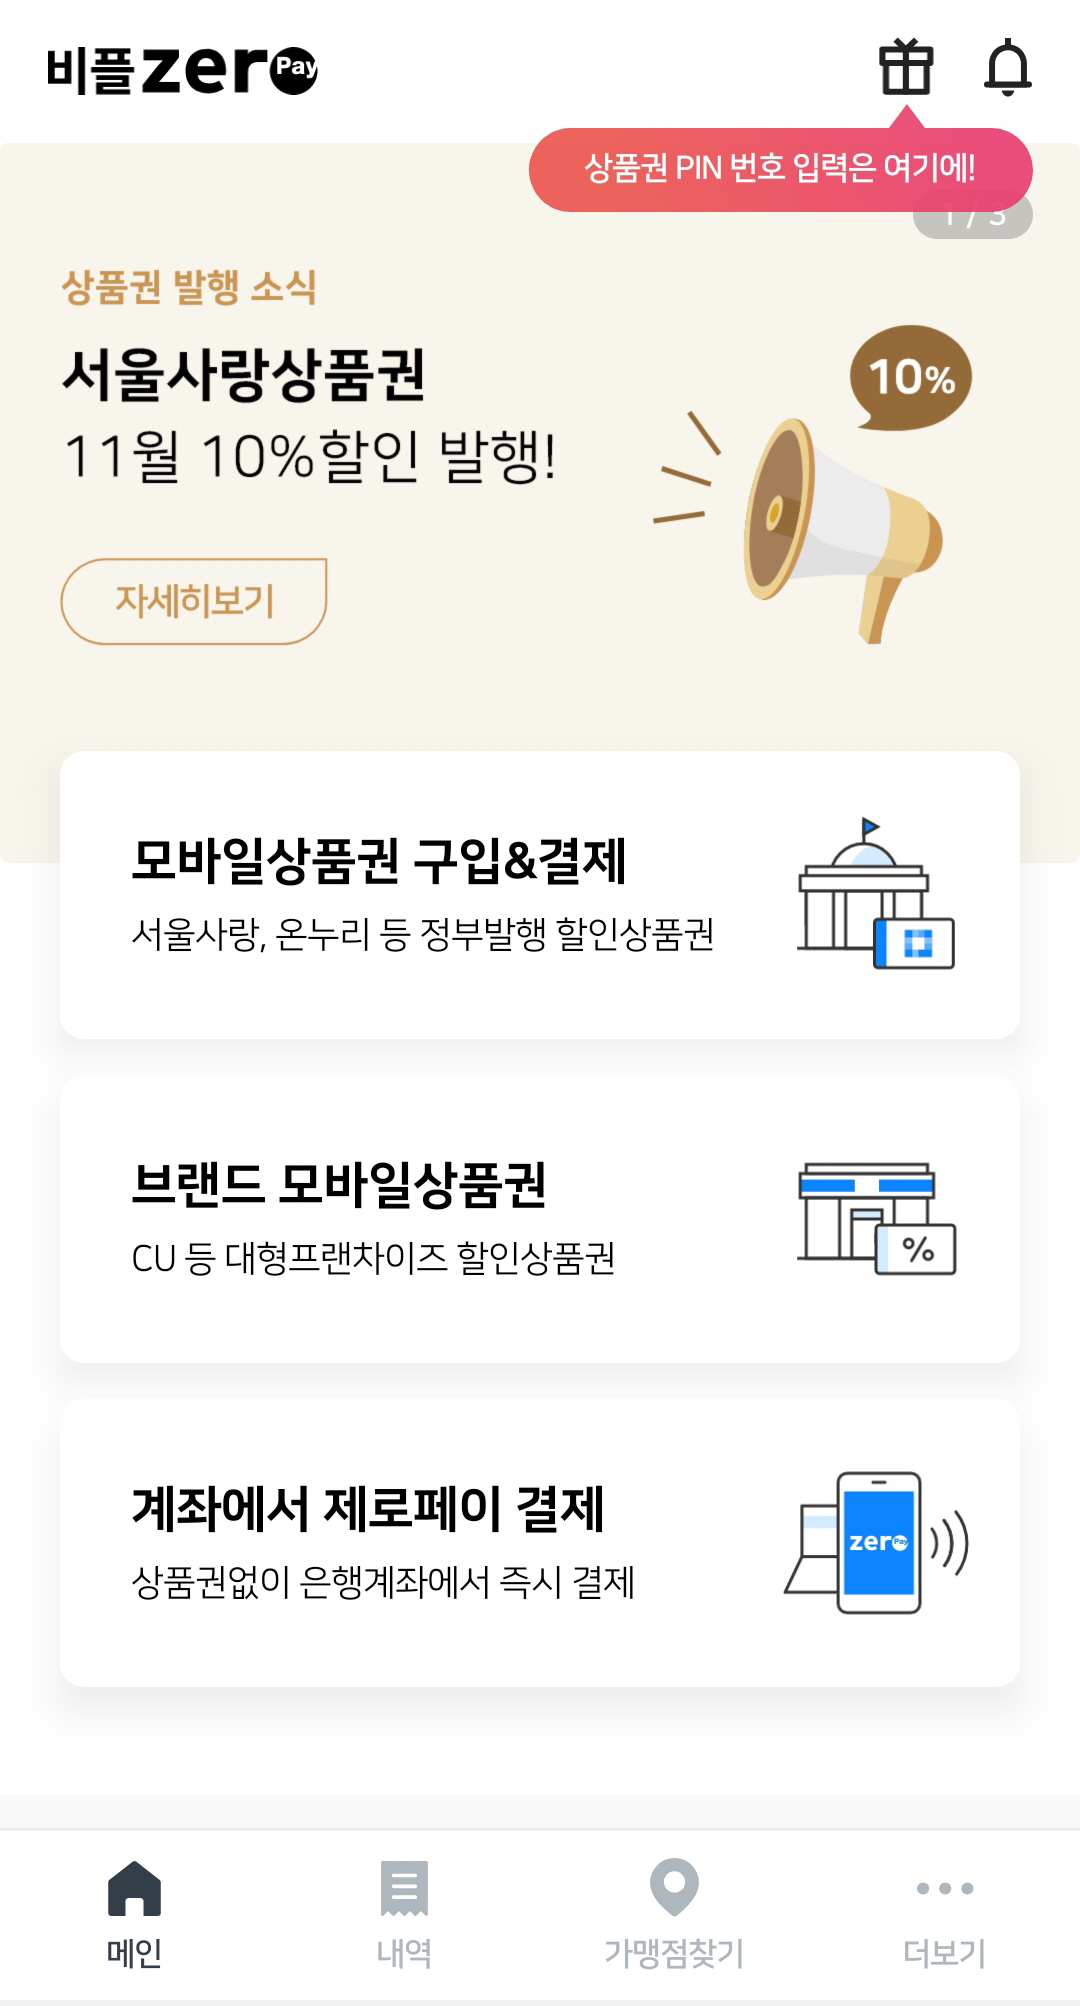 비플 zero Pay
상품권 PIN 번호 입력은 여기에!
1 / 3
상품권 발행 소식
서울사랑상품권
11월 10%할인 발행!
10%
자세히보기
모바일상품권 구입&결제
서울사랑, 온누리 등 정부발행 할인상품권
브랜드 모바일상품권
CU 등 대형프랜차이즈 할인상품권
%
계좌에서 제로페이 결제
상품권없이 은행계좌에서 즉시 결제
zero Pay
메인
내역
가맹점찾기
더보기